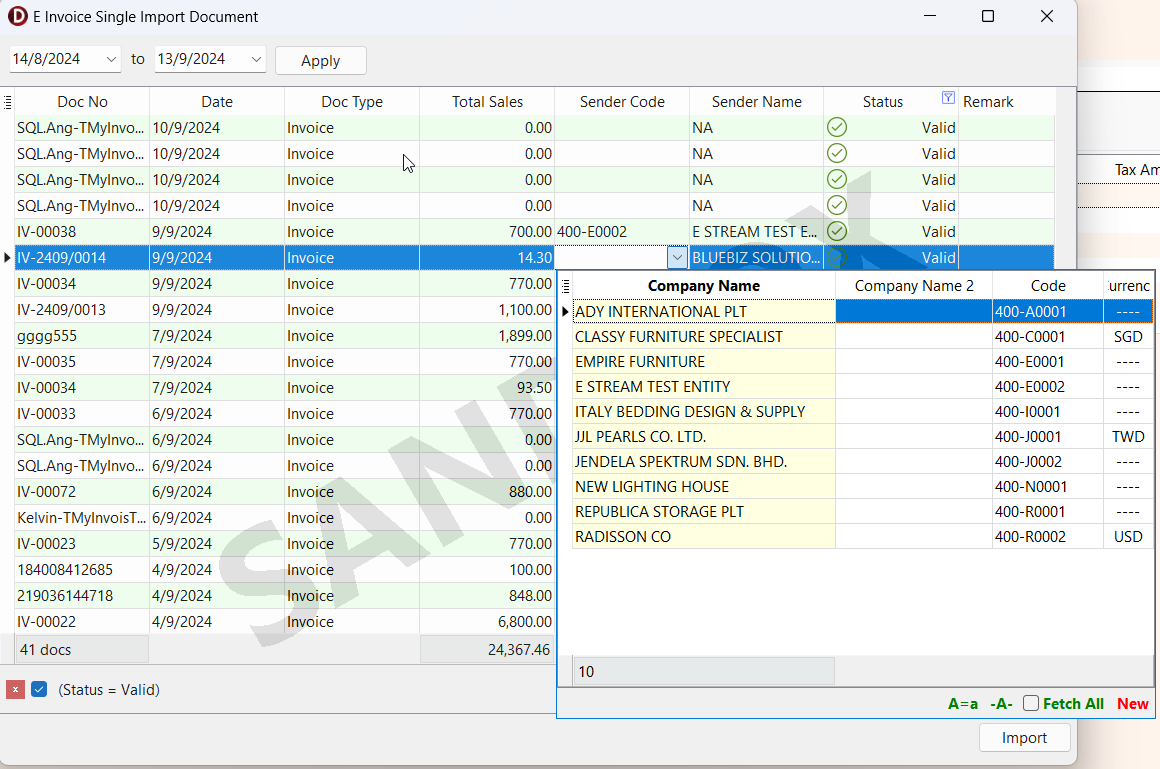 E Invoice Single Import Document
14/8/2024 to 13/9/2024 Apply
Doc No Date Doc Type Total Sales Sender Code Sender Name Status Remark
SQL.Ang-TMyInvo... 10/9/2024 Invoice 0.00 NA Valid
SQL.Ang-TMyInvo... 10/9/2024 Invoice 0.00 NA Valid
SQL.Ang-TMyInvo... 10/9/2024 Invoice 0.00 NA Valid
Tax Am
SQL.Ang-TMyInvo... 10/9/2024 Invoice 0.00 NA Valid
IV-00038 9/9/2024 Invoice 700.00 400-E0002 E STREAM TEST E... Valid
IV-2409/0014 9/9/2024 Invoice 14.30 BLUEBIZ SOLUTIO... Valid
IV-00034 9/9/2024 Invoice 770.00
IV-2409/0013 9/9/2024 Invoice 1,100.00
gggg555 7/9/2024 Invoice 1,899.00
IV-00035 7/9/2024 Invoice 770.00
IV-00034 7/9/2024 Invoice 93.50
IV-00033 6/9/2024 Invoice 770.00
SQL.Ang-TMyInvo... 6/9/2024 Invoice 0.00
SQL.Ang-TMyInvo... 6/9/2024 Invoice 0.00
IV-00072 6/9/2024 Invoice 880.00
Kelvin-TMyInvoisT... 6/9/2024 Invoice 0.00
IV-00023 5/9/2024 Invoice 770.00
184008412685 4/9/2024 Invoice 100.00
219036144718 4/9/2024 Invoice 848.00
IV-00022 4/9/2024 Invoice 6,800.00
41 docs 24,367.46
(Status = Valid)
Company Name Company Name 2 Code urrenc
ADY INTERNATIONAL PLT 400-A0001 ----
CLASSY FURNITURE SPECIALIST 400-C0001 SGD
EMPIRE FURNITURE 400-E0001 ----
E STREAM TEST ENTITY 400-E0002 ----
ITALY BEDDING DESIGN & SUPPLY 400-I0001 ----
JJL PEARLS CO. LTD. 400-J0001 TWD
JENDELA SPEKTRUM SDN. BHD. 400-J0002 ----
NEW LIGHTING HOUSE 400-N0001 ----
REPUBLICA STORAGE PLT 400-R0001 ----
RADISSON CO 400-R0002 USD
10
A=a -A- Fetch All New
Import